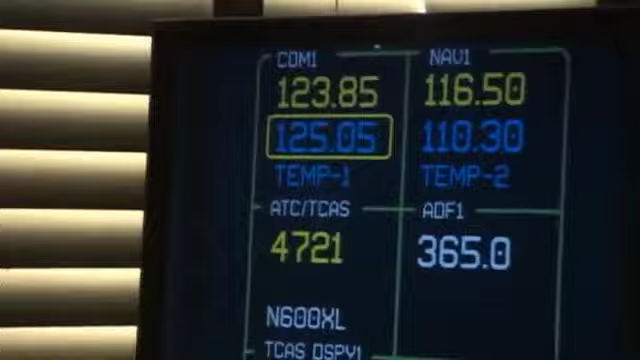 COM1 NAV1
123.85 116.50
125.05 110.30
TEMP-1 TEMP-2
ATC/TCAS ADF1
4721 365.0
N600XL
TCAS DSPY1